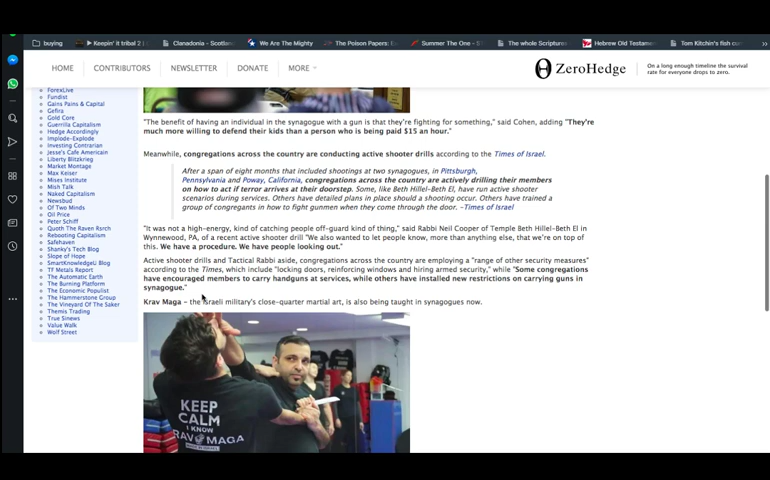 buying
Keepin' it tribal 2 |
Clanadonia - Scotlan
We Are The Mighty
The Poison Papers: E
Summer The One - S
The whole Scripture
Hebrew Old Testame
Tom Kitchin's fish cu
HOME
CONTRIBUTORS
NEWSLETTER
DONATE
MORE
ZeroHedge
On a long enough timeline the survival
rate for everyone drops to zero.
ForexLive
Fundist
Gains Pains & Capital
Gefira
Gold Core
Guerrilla Capitalism
Hedge Accordingly
Implode-Explode
Investing Contrarian
Jesse's Cafe Americain
Liberty Blitzkrieg
Market Montage
Max Keiser
Mises Institute
Mish Talk
Naked Capitalism
Newsbud
Of Two Minds
Oil Price
Peter Schiff
Quoth The Raven Rsrch
Rebooting Capitalism
Safehaven
Shanky's Tech Blog
Slope of Hope
SmartKnowledgeU Blog
TF Metals Report
The Automatic Earth
The Burning Platform
The Economic Populist
The Hammerstone Group
The Vineyard Of The Saker
Themis Trading
True Sinews
Value Walk
Wolf Street
"The benefit of having an individual in the synagogue with a gun is that they're fighting for something," said Cohen, adding "They're
much more willing to defend their kids than a person who is being paid $15 an hour."
Meanwhile, congregations across the country are conducting active shooter drills according to the Times of Israel.
After a span of eight months that included shootings at two synagogues, in Pittsburgh,
Pennsylvania and Poway, California, congregations across the country are actively drilling their members
on how to act if terror arrives at their doorstep. Some, like Beth Hillel-Beth El, have run active shooter
scenarios during services. Others have detailed plans in place should a shooting occur. Others have trained a
group of congregants in how to fight gunmen when they come through the door. -Times of Israel
"It was not a high-energy, kind of catching people off-guard kind of thing," said Rabbi Neil Cooper of Temple Beth Hillel-Beth El in
Wynnewood, PA, of a recent active shooter drill "We also wanted to let people know, more than anything else, that we're on top of
this. We have a procedure. We have people looking out."
Active shooter drills and Tactical Rabbi aside, congregations across the country are employing a "range of other security measures"
according to the Times, which include "locking doors, reinforcing windows and hiring armed security," while "Some congregations
have encouraged members to carry handguns at services, while others have installed new restrictions on carrying guns in
synagogue."
Krav Maga - the Israeli military's close-quarter martial art, is also being taught in synagogues now.
KEEP
CALM
I KNOW
KRAV MAGA